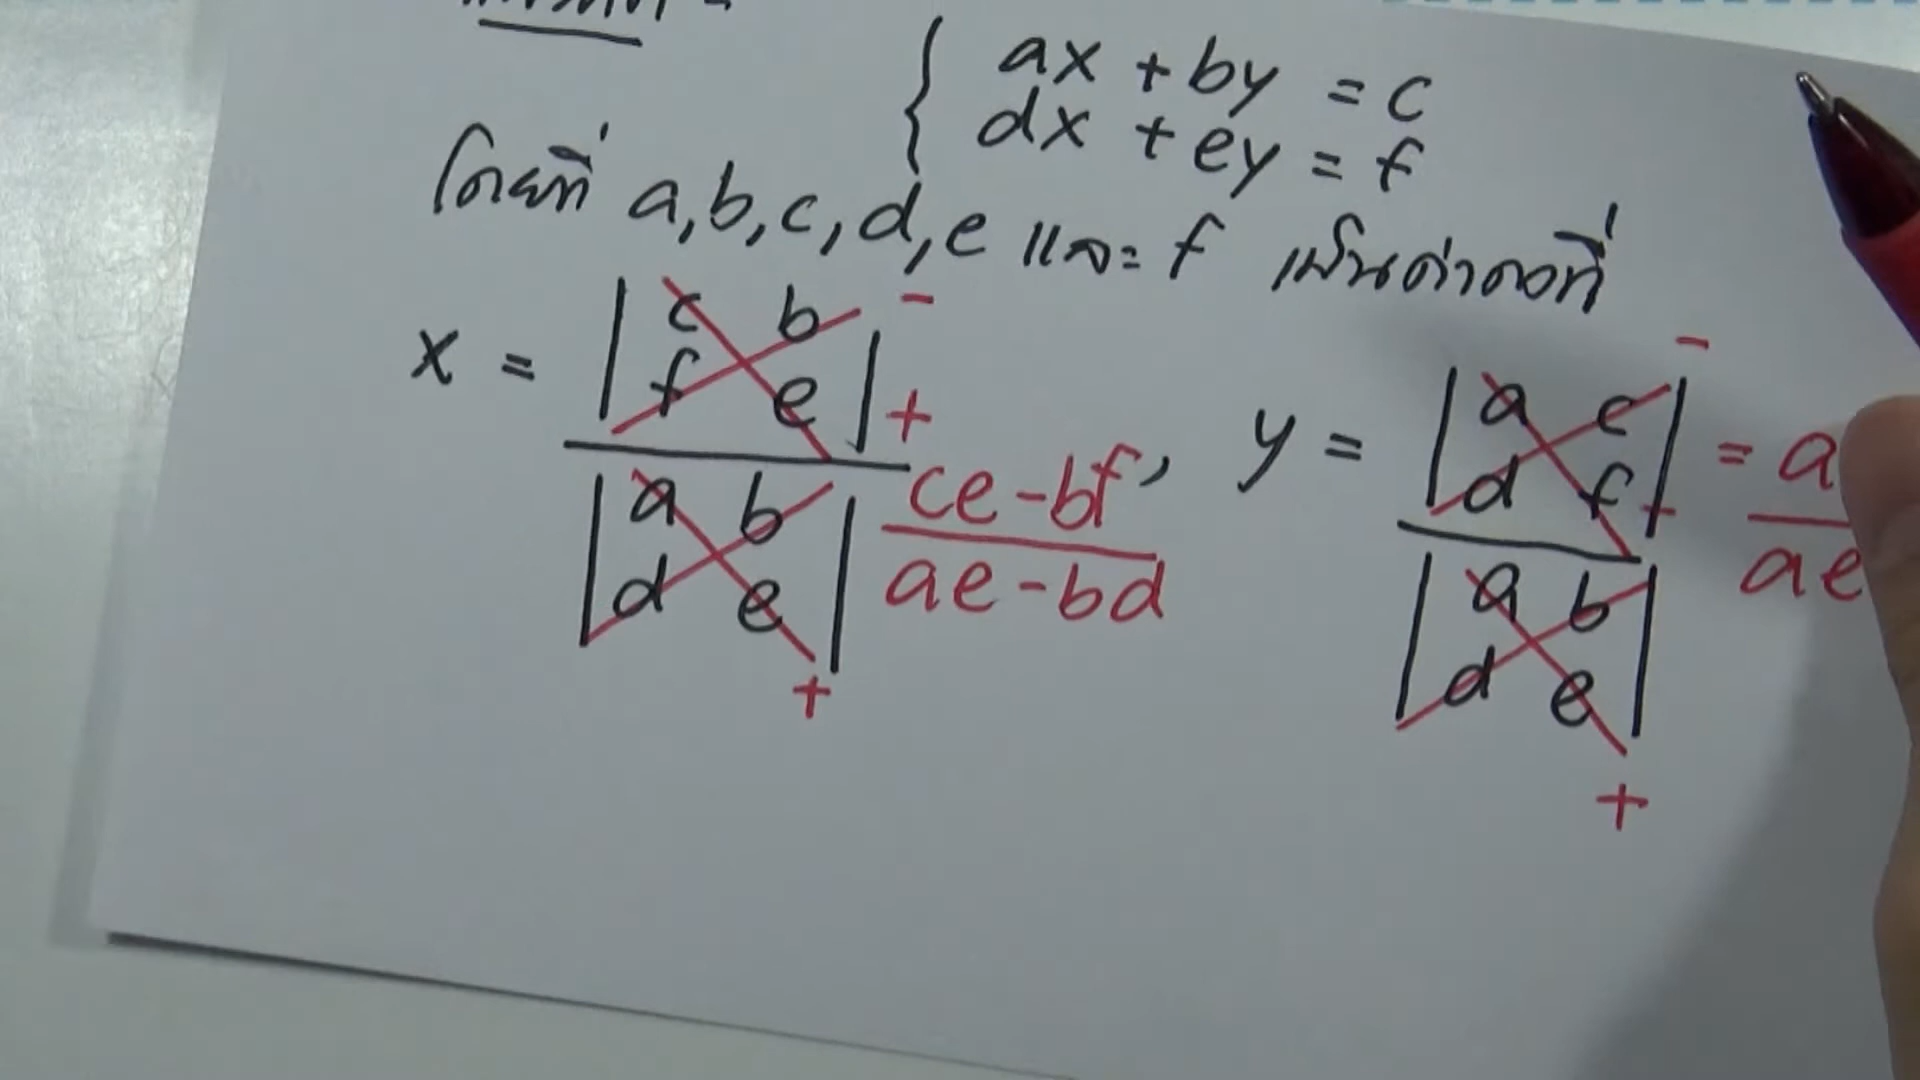 ax + by = c
dx + ey = f
โดยที่ a, b, c, d, e และ f เป็นค่าคงที่
x = | c b | -
| f e | +
| a b |
| d e |
+
ce - bf
ae - bd
, y = | a c | -
| d f | +
| a b |
| d e |
+
= a
ae